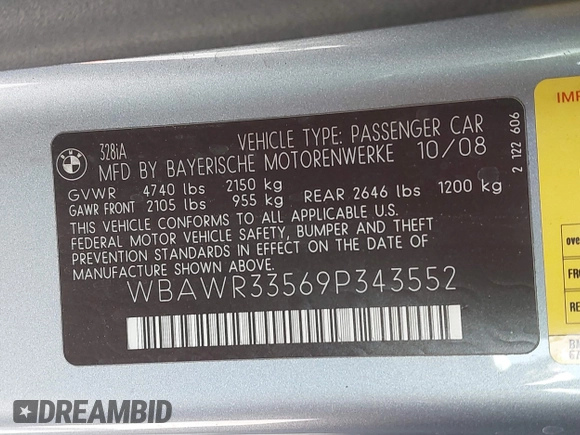 BMW
328iA
VEHICLE TYPE: PASSENGER CAR
MFD BY BAYERISCHE MOTORENWERKE 10/08
GVWR 4740 lbs 2150 kg
GAWR FRONT 2105 lbs 955 kg REAR 2646 lbs 1200 kg
THIS VEHICLE CONFORMS TO ALL APPLICABLE U.S.
FEDERAL MOTOR VEHICLE SAFETY, BUMPER AND THEFT
PREVENTION STANDARDS IN EFFECT ON THE DATE OF
MANUFACTURE SHOWN ABOVE.
WBAWR33569P343552
2 122 606
DREAMBID